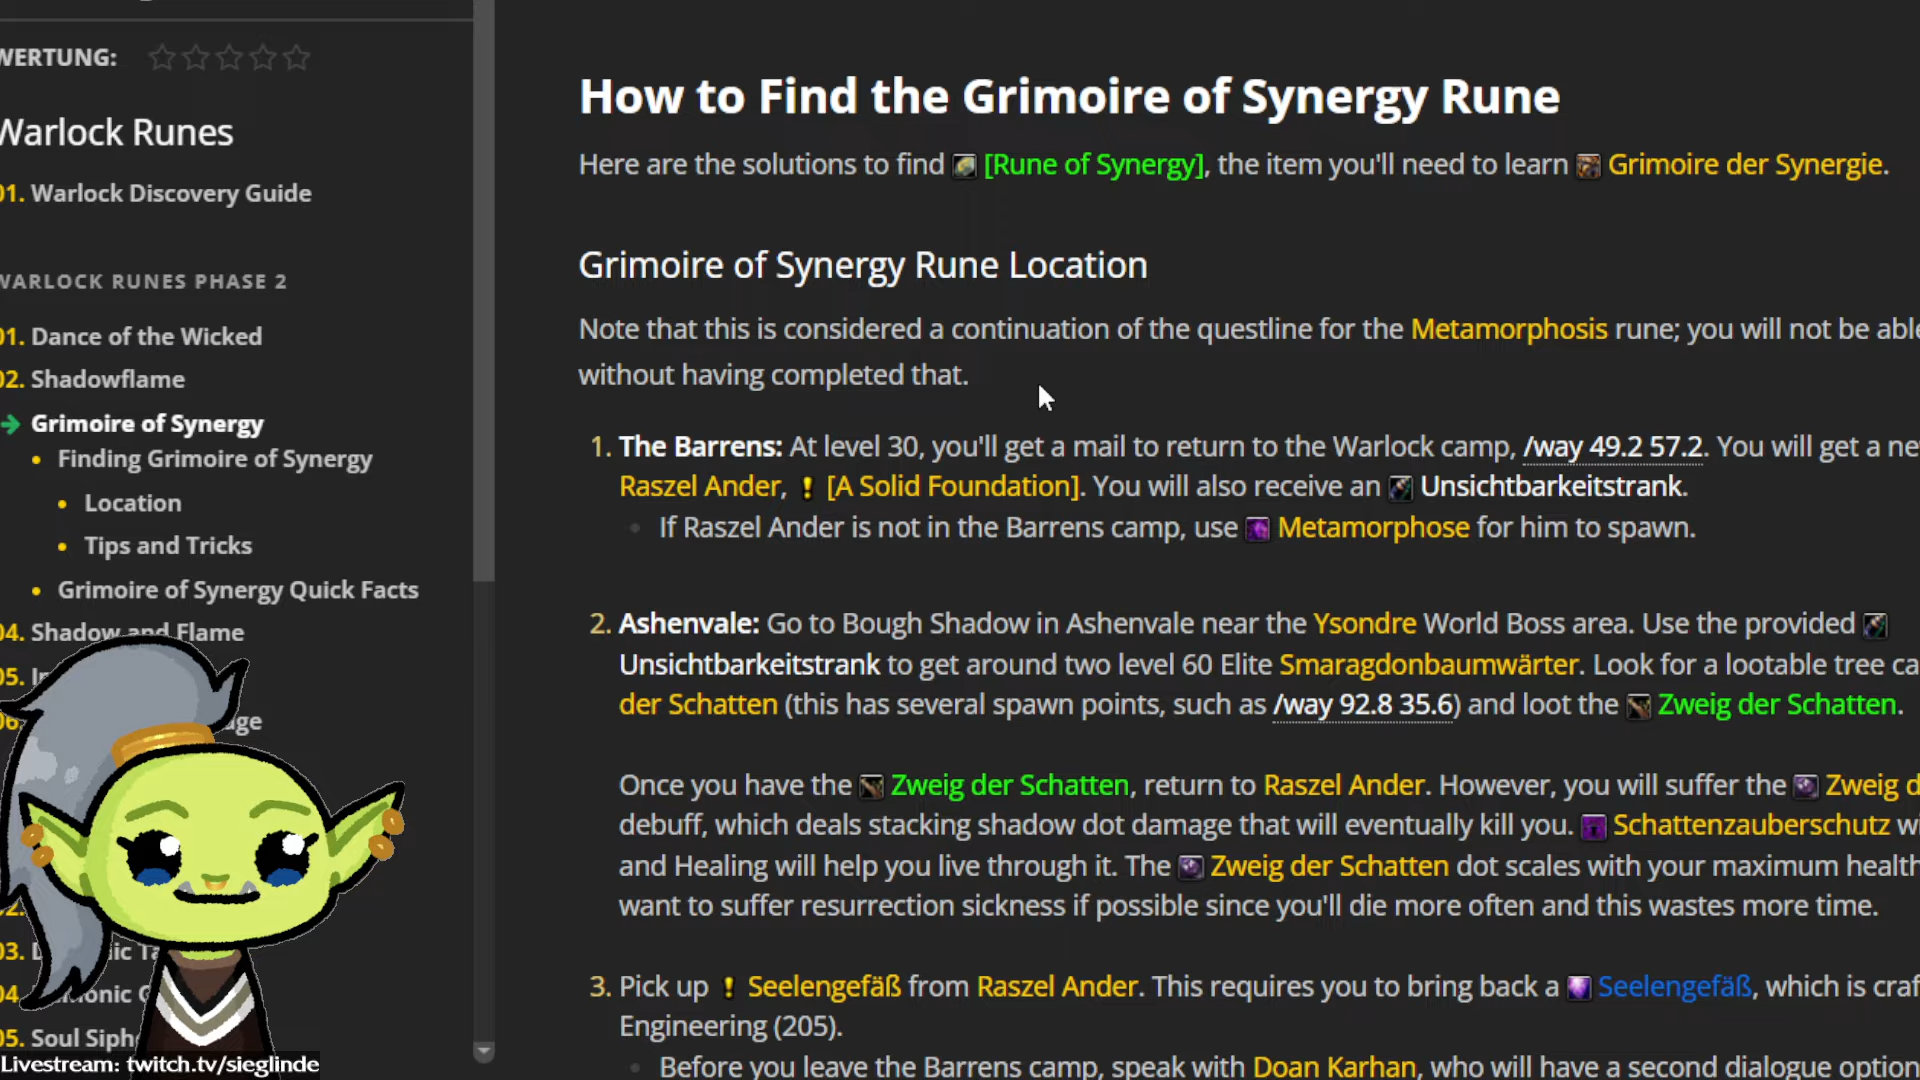 WERTUNG:
Warlock Runes
01. Warlock Discovery Guide
WARLOCK RUNES PHASE 2
01. Dance of the Wicked
02. Shadowflame
Grimoire of Synergy
Finding Grimoire of Synergy
Location
Tips and Tricks
Grimoire of Synergy Quick Facts
04. Shadow and Flame
05.
06.
03.
04.
05. Soul Siph
Livestream: twitch.tv/sieglinde
How to Find the Grimoire of Synergy Rune
Here are the solutions to find [Rune of Synergy], the item you'll need to learn Grimoire der Synergie.
Grimoire of Synergy Rune Location
Note that this is considered a continuation of the questline for the Metamorphosis rune; you will not be able
without having completed that.
1. The Barrens: At level 30, you'll get a mail to return to the Warlock camp, /way 49.2 57.2. You will get a ne
Raszel Ander, ! [A Solid Foundation]. You will also receive an Unsichtbarkeitstrank.
If Raszel Ander is not in the Barrens camp, use Metamorphose for him to spawn.
2. Ashenvale: Go to Bough Shadow in Ashenvale near the Ysondre World Boss area. Use the provided
Unsichtbarkeitstrank to get around two level 60 Elite Smaragdonbaumwärter. Look for a lootable tree ca
der Schatten (this has several spawn points, such as /way 92.8 35.6) and loot the Zweig der Schatten.
Once you have the Zweig der Schatten, return to Raszel Ander. However, you will suffer the Zweig d
debuff, which deals stacking shadow dot damage that will eventually kill you. Schattenzauberschutz wi
and Healing will help you live through it. The Zweig der Schatten dot scales with your maximum health
want to suffer resurrection sickness if possible since you'll die more often and this wastes more time.
3. Pick up ! Seelengefäß from Raszel Ander. This requires you to bring back a Seelengefäß, which is craf
Engineering (205).
Before you leave the Barrens camp, speak with Doan Karhan, who will have a second dialogue option